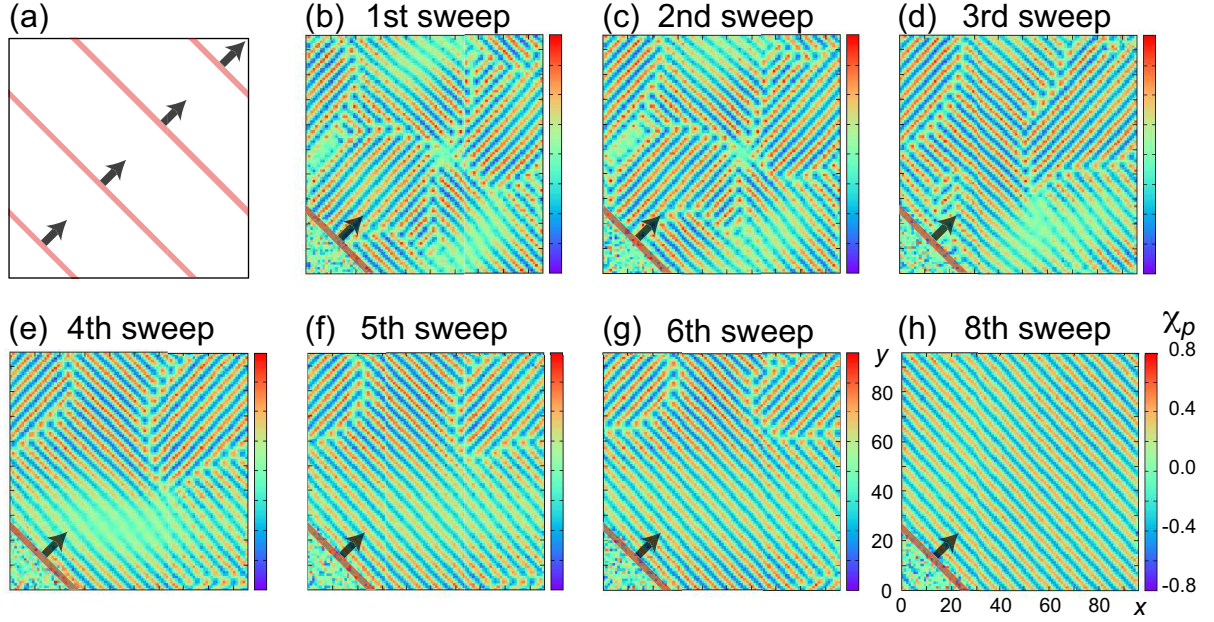 (a)
(b) 1st sweep
(c) 2nd sweep
(d) 3rd sweep
(e) 4th sweep
(f) 5th sweep
(g) 6th sweep
(h) 8th sweep
χp
y
80
60
40
20
0
0 20 40 60 80 x
0.8
0.4
0.0
-0.4
-0.8